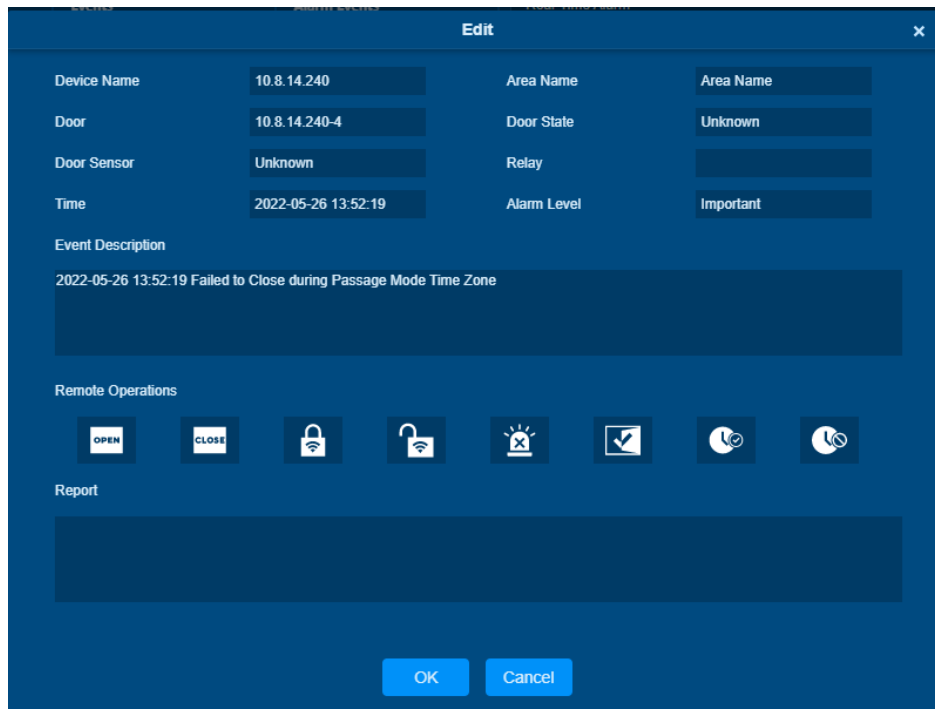 Edit
Device Name 10.8.14.240 Area Name Area Name
Door 10.8.14.240-4 Door State Unknown
Door Sensor Unknown Relay
Time 2022-05-26 13:52:19 Alarm Level Important
Event Description
2022-05-26 13:52:19 Failed to Close during Passage Mode Time Zone
Remote Operations
OPEN CLOSE
Report
OK Cancel